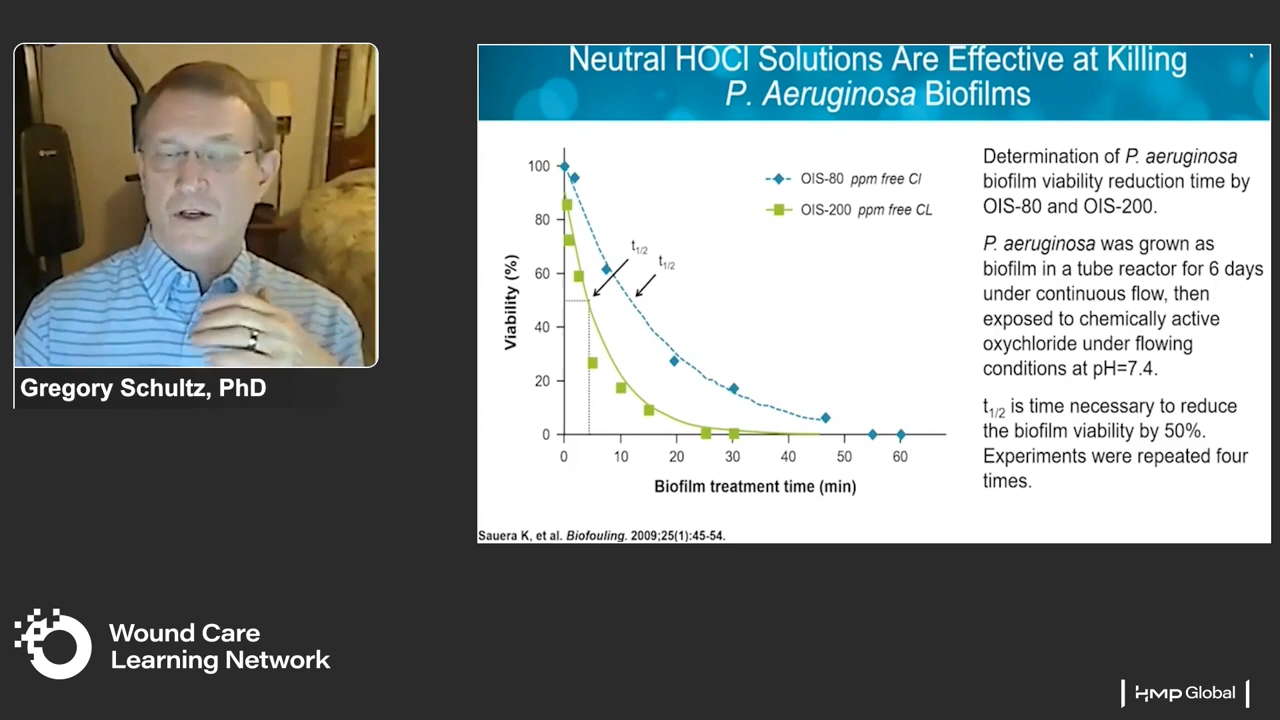 Neutral HOCl Solutions Are Effective at Killing
P. Aeruginosa Biofilms
100
80
60
40
20
0
0
10
20
30
40
50
60
Viability (%)
Biofilm treatment time (min)
OIS-80 ppm free Cl
OIS-200 ppm free CL
t1/2
t1/2
Determination of P. aeruginosa
biofilm viability reduction time by
OIS-80 and OIS-200.
P. aeruginosa was grown as
biofilm in a tube reactor for 6 days
under continuous flow, then
exposed to chemically active
oxychloride under flowing
conditions at pH=7.4.
t1/2 is time necessary to reduce
the biofilm viability by 50%.
Experiments were repeated four
times.
Sauera K, et al. Biofouling. 2009;25(1):45-54.
Gregory Schultz, PhD
Wound Care
Learning Network
HMP Global